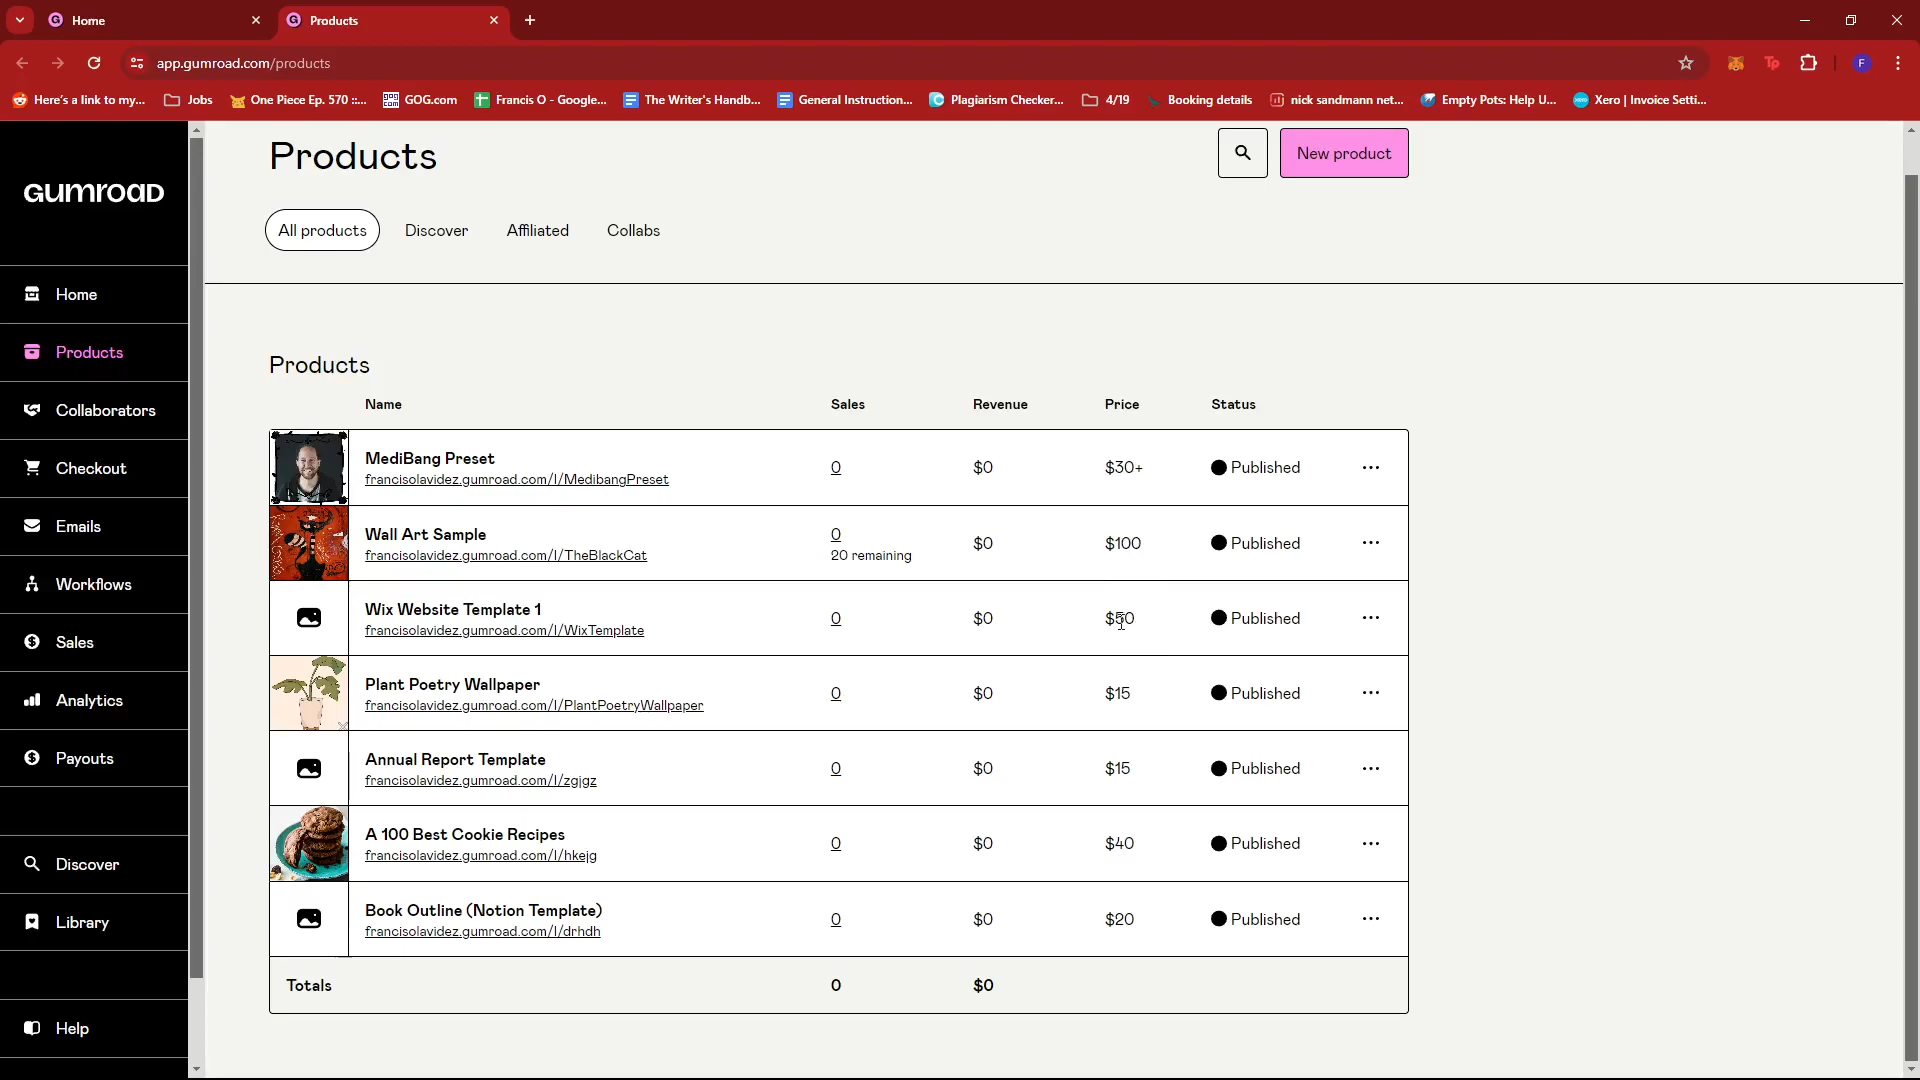 Home
Products
app.gumroad.com/products
Here's a link to my...
Jobs
One Piece Ep. 570 ::...
GOG.com
Francis O - Google...
The Writer's Handb...
General Instruction...
Plagiarism Checker...
4/19
Booking details
nick sandmann net...
Empty Pots: Help U...
Xero | Invoice Setti...
F
GUMROAD
Home
Products
Collaborators
Checkout
Emails
Workflows
Sales
Analytics
Payouts
Discover
Library
Help
Products
New product
All products
Discover
Affiliated
Collabs
Products
Name Sales Revenue Price Status
MediBang Preset
francisolavidez.gumroad.com/l/MedibangPreset
0 $0 $30+ Published
Wall Art Sample
francisolavidez.gumroad.com/l/TheBlackCat
0
20 remaining
$0 $100 Published
Wix Website Template 1
francisolavidez.gumroad.com/l/WixTemplate
0 $0 $50 Published
Plant Poetry Wallpaper
francisolavidez.gumroad.com/l/PlantPoetryWallpaper
0 $0 $15 Published
Annual Report Template
francisolavidez.gumroad.com/l/zgjgz
0 $0 $15 Published
A 100 Best Cookie Recipes
francisolavidez.gumroad.com/l/hkejg
0 $0 $40 Published
Book Outline (Notion Template)
francisolavidez.gumroad.com/l/drhdh
0 $0 $20 Published
Totals 0 $0